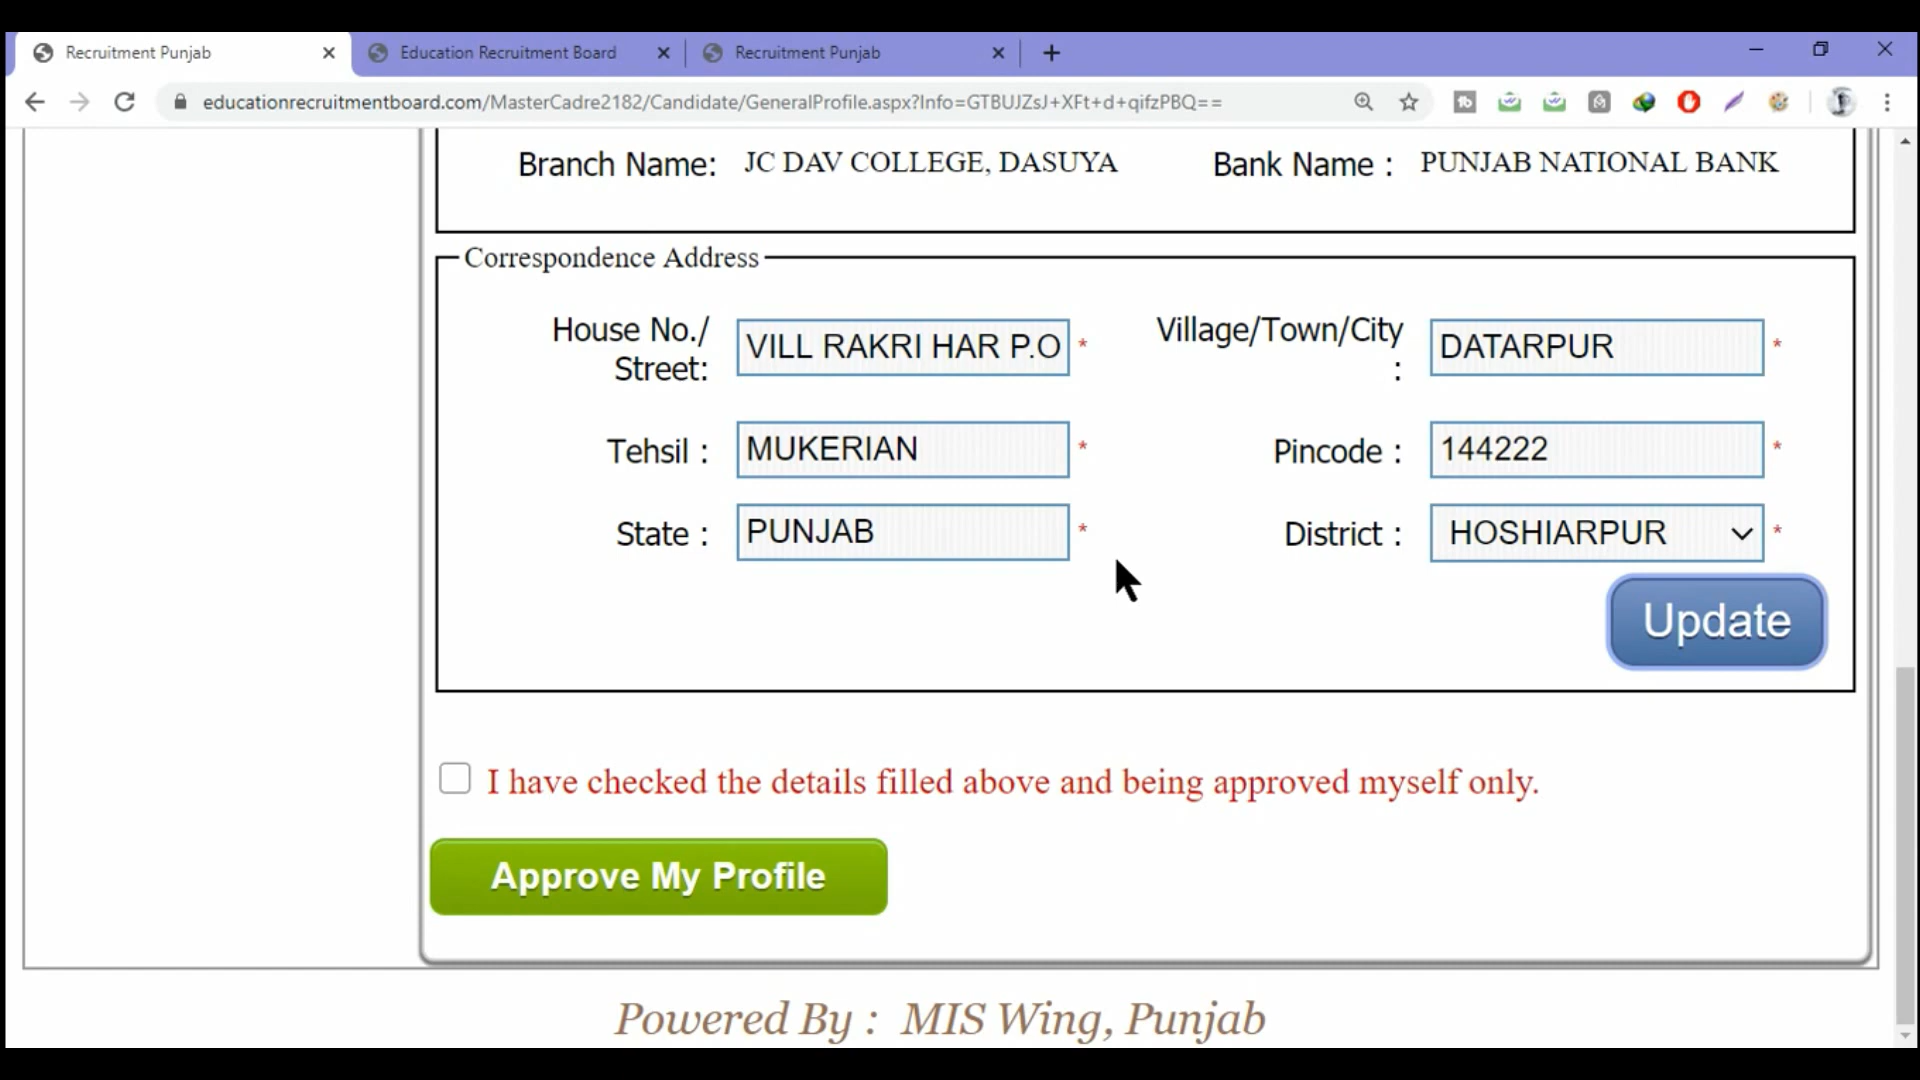 Recruitment Punjab
Education Recruitment Board
Recruitment Punjab
educationrecruitmentboard.com/MasterCadre2182/Candidate/GeneralProfile.aspx?Info=GTBUJZsJ+XFt+d+qifzPBQ==
Branch Name: JC DAV COLLEGE, DASUYA Bank Name : PUNJAB NATIONAL BANK
Correspondence Address
House No./ Street: VILL RAKRI HAR P.O * Village/Town/City : DATARPUR *
Tehsil : MUKERIAN * Pincode : 144222 *
State : PUNJAB * District : HOSHIARPUR *
Update
I have checked the details filled above and being approved myself only.
Approve My Profile
Powered By : MIS Wing, Punjab